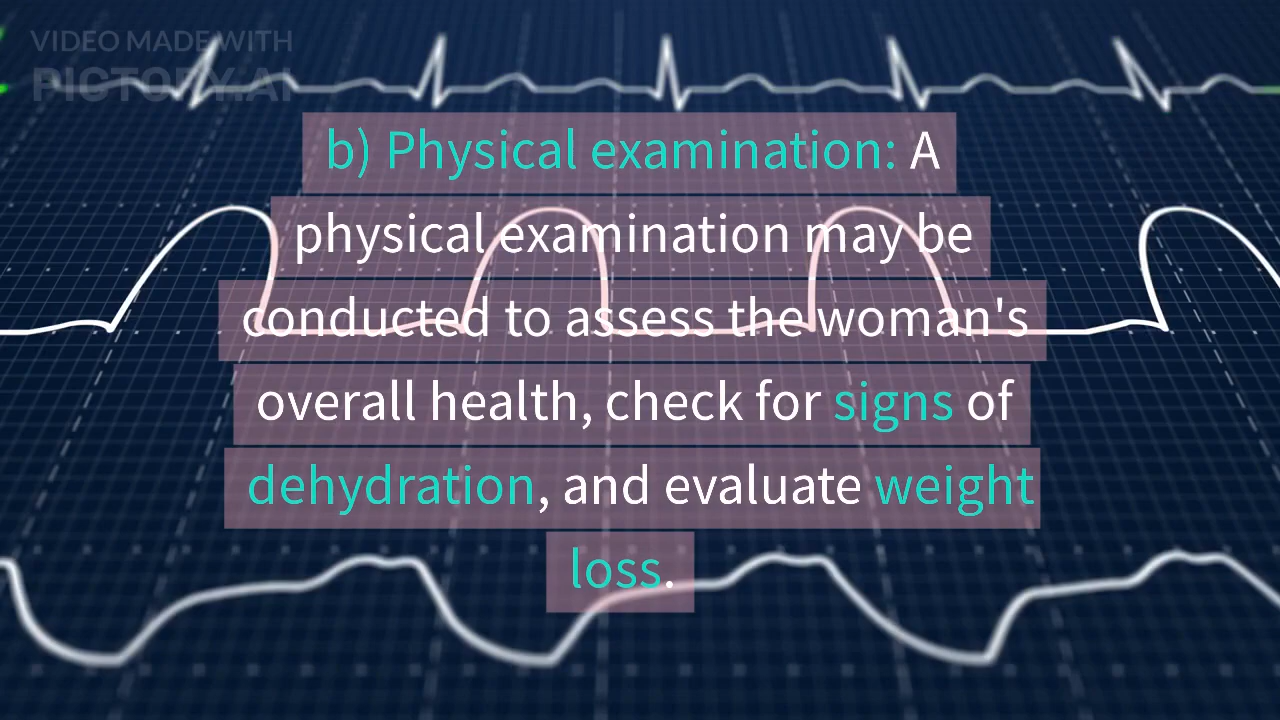 VIDEO MADE WITH
PICTORY.AI
b) Physical examination: A
physical examination may be
conducted to assess the woman's
overall health, check for signs of
dehydration, and evaluate weight
loss.